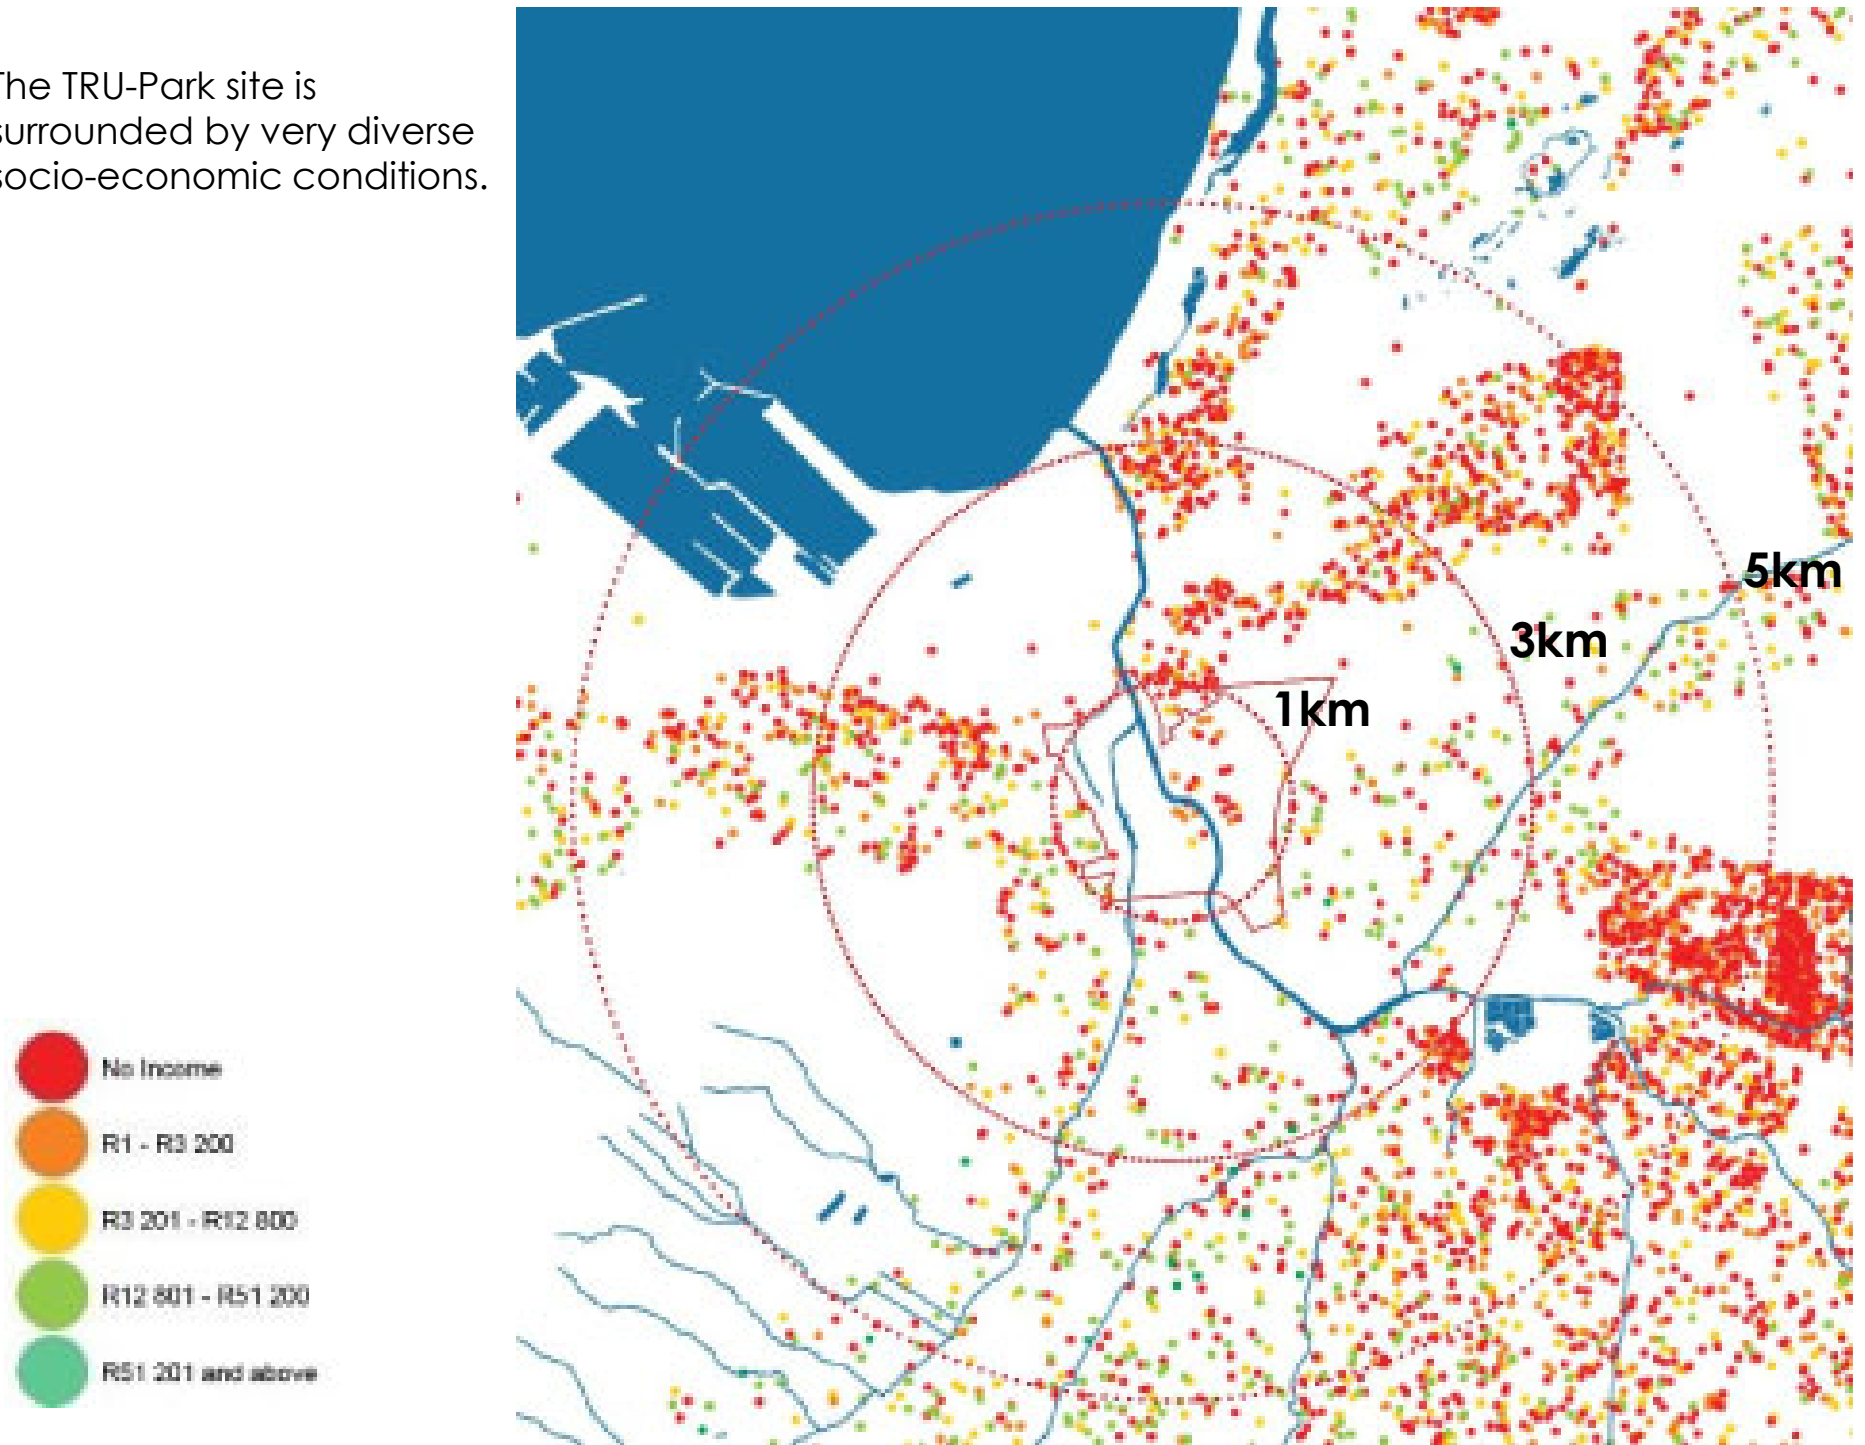 The TRU-Park site is
surrounded by very diverse
socio-economic conditions.
5km
3km
1km
No Income
R1 - R3 200
R3 201 - R12 800
R12 801 - R51 200
R51 201 and above